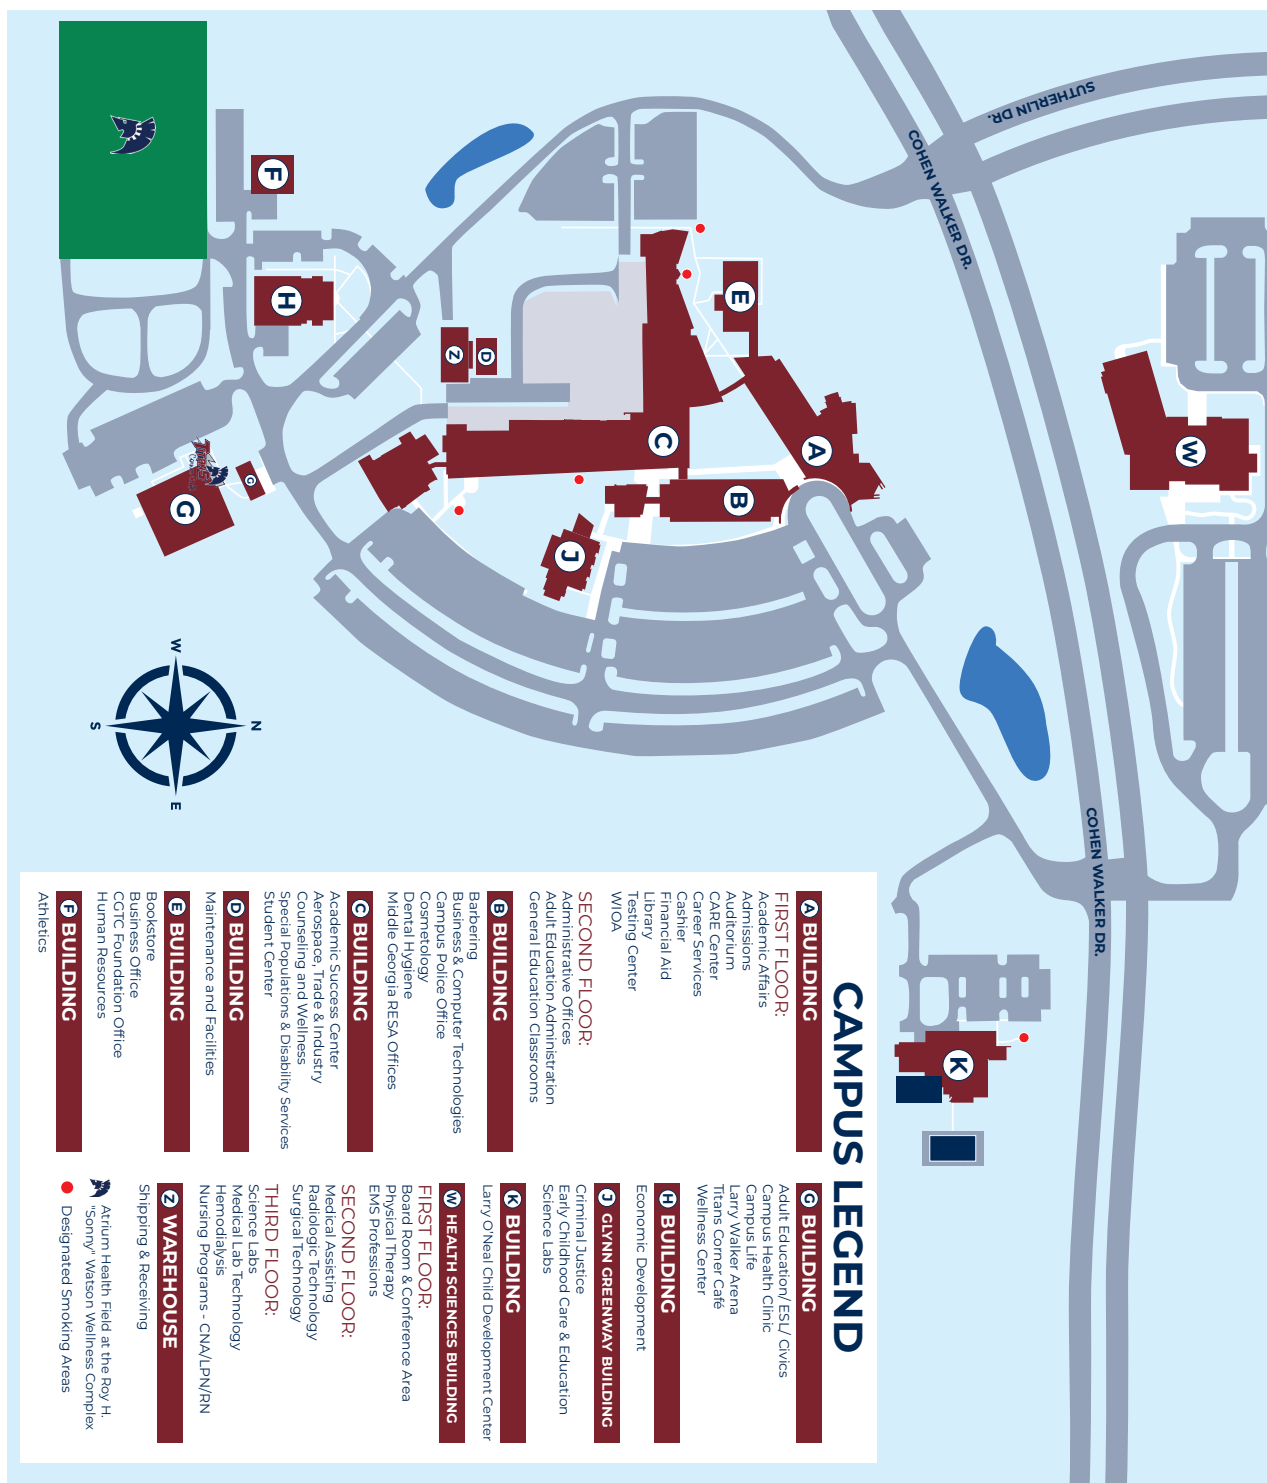 SUTHERLIN DR.
COHEN WALKER DR.
COHEN WALKER DR.
F
H
Z
D
E
C
A
B
J
G
G
W
K
N
W
E
S
CAMPUS LEGEND
A BUILDING
FIRST FLOOR:
Academic Affairs
Admissions
Auditorium
CARE Center
Career Services
Cashier
Financial Aid
Library
Testing Center
WIOA
SECOND FLOOR:
Administrative Offices
Adult Education Administration
General Education Classrooms
B BUILDING
Barbering
Business & Computer Technologies
Campus Police Office
Cosmetology
Dental Hygiene
Middle Georgia RESA Offices
C BUILDING
Academic Success Center
Aerospace, Trade & Industry
Counseling and Wellness
Special Populations & Disability Services
Student Center
D BUILDING
Maintenance and Facilities
E BUILDING
Bookstore
Business Office
CGTC Foundation Office
Human Resources
F BUILDING
Athletics
G BUILDING
Adult Education/ ESL/ Civics
Campus Health Clinic
Campus Life
Larry Walker Arena
Titans Corner Café
Wellness Center
H BUILDING
Economic Development
J GLYNN GREENWAY BUILDING
Criminal Justice
Early Childhood Care & Education
Science Labs
K BUILDING
Larry O'Neal Child Development Center
W HEALTH SCIENCES BUILDING
FIRST FLOOR:
Board Room & Conference Area
Physical Therapy
EMS Professions
SECOND FLOOR:
Medical Assisting
Radiologic Technology
Surgical Technology
THIRD FLOOR:
Science Labs
Medical Lab Technology
Hemodialysis
Nursing Programs - CNA/LPN/RN
Z WAREHOUSE
Shipping & Receiving
Atrium Health Field at the Roy H.
"Sonny" Watson Wellness Complex
Designated Smoking Areas